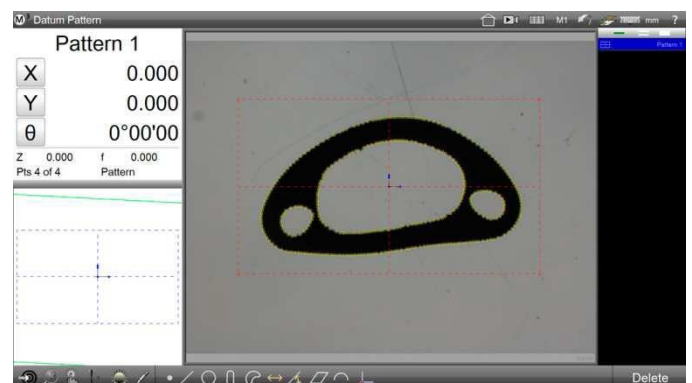 M³ Datum Pattern
M1
mm
?
Pattern 1
X 0.000
Y 0.000
θ 0°00'00
Z 0.000 f 0.000
Pts 4 of 4 Pattern
Pattern 1
Delete